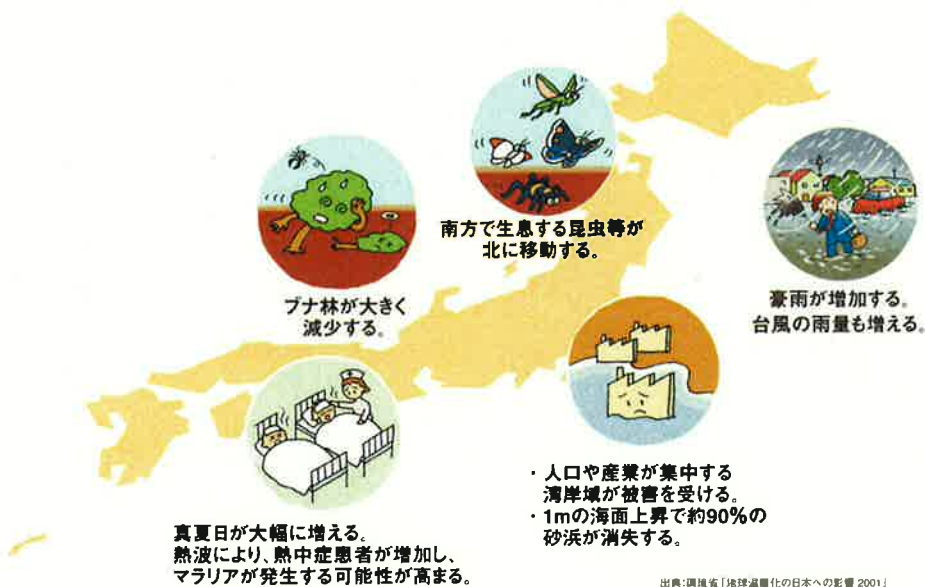 南方で生息する昆虫等が
北に移動する。
ブナ林が大きく
減少する。
豪雨が増加する。
台風の雨量も増える。
・人口や産業が集中する
湾岸域が被害を受ける。
・1mの海面上昇で約90%の
砂浜が消失する。
真夏日が大幅に増える。
熱波により、熱中症患者が増加し、
マラリアが発生する可能性が高まる。
出典:環境省「地球温暖化の日本への影響 2001」